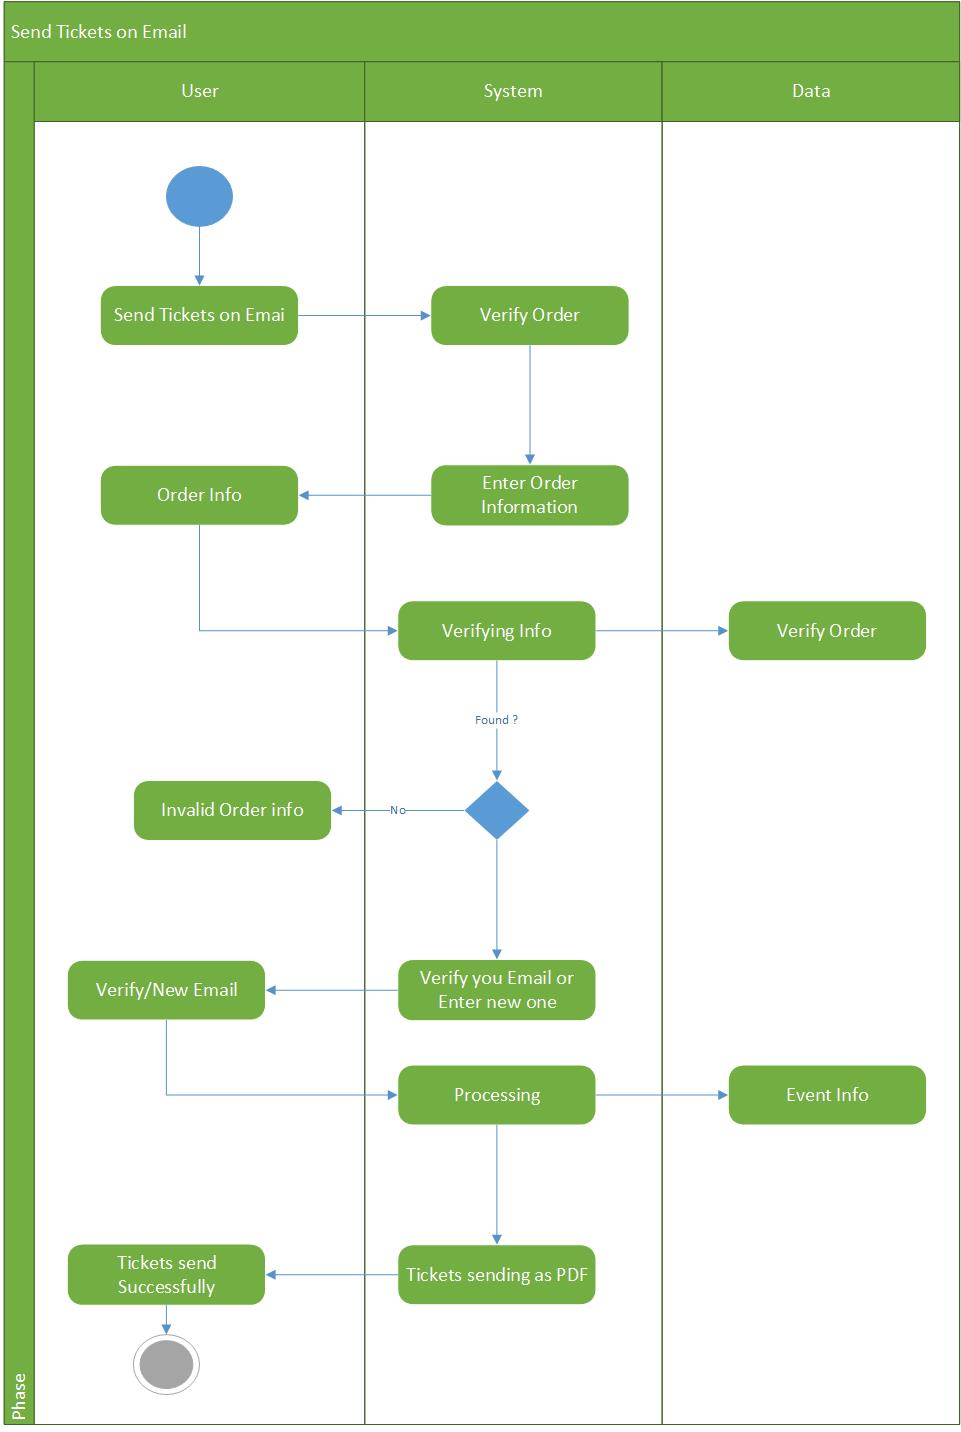 Send Tickets on Email
User
System
Data
Send Tickets on Emai
Verify Order
Order Info
Enter Order
Information
Verifying Info
Verify Order
Found ?
Invalid Order info
No
Verify/New Email
Verify you Email or
Enter new one
Processing
Event Info
Tickets send
Successfully
Tickets sending as PDF
Phase